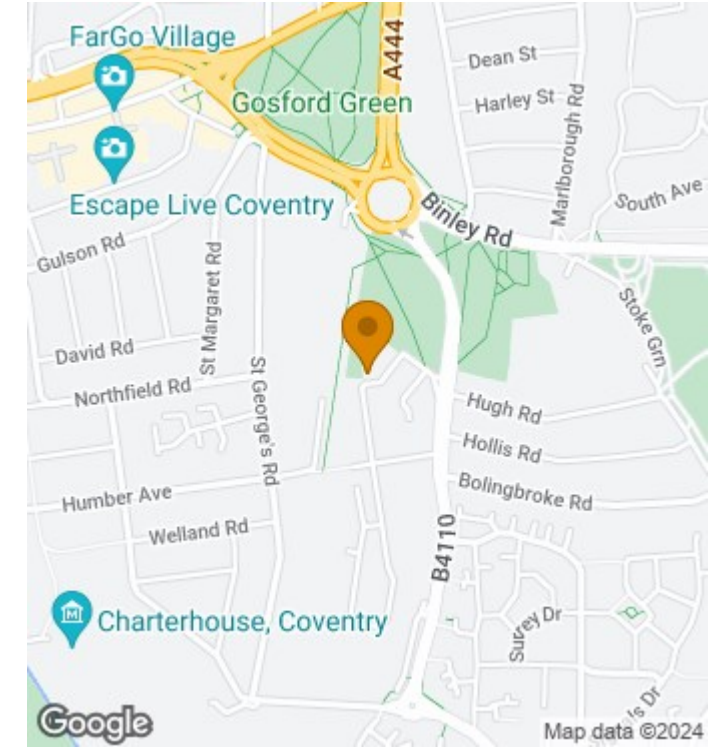 FarGo Village
A444
Dean St
Harley St
Marlborough Rd
Gosford Green
Escape Live Coventry
South Ave
Binley Rd
Gulson Rd
St Margaret Rd
Stoke Grn
David Rd
Northfield Rd
St George's Rd
Hugh Rd
Hollis Rd
Humber Ave
Bolingbroke Rd
Welland Rd
B4110
Charterhouse, Coventry
Surrey Dr
Google
Map data ©2024